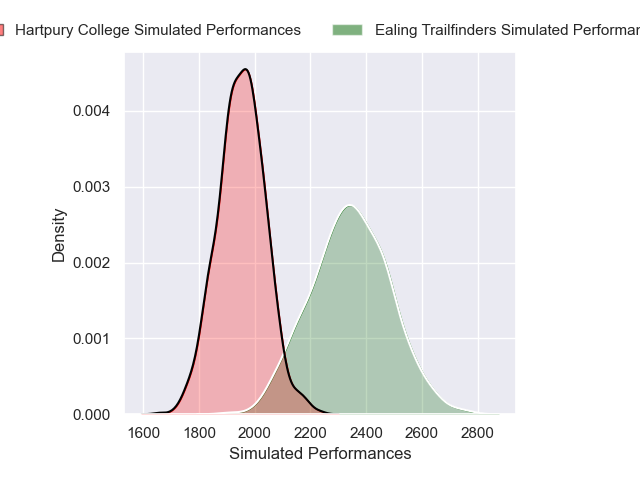 Hartpury College Simulated Performances
Ealing Trailfinders Simulated
0.004
0.003
0.002
0.001
0.000
Density
1600 1800 2000 2200 2400 2600 2800
Simulated Performances